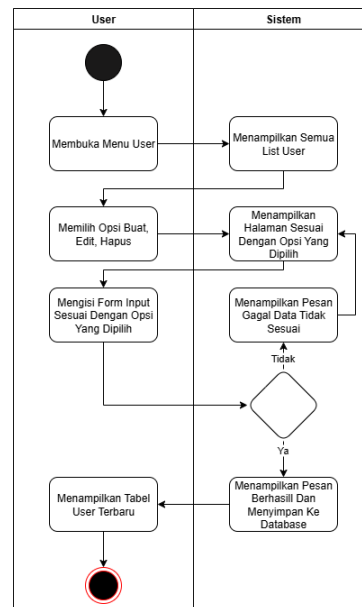 User
Sistem
Membuka Menu User
Menampilkan Semua
List User
Memilih Opsi Buat,
Edit, Hapus
Menampilkan
Halaman Sesuai
Dengan Opsi Yang
Dipilih
Mengisi Form Input
Sesuai Dengan Opsi
Yang Dipilih
Menampilkan Pesan
Gagal Data Tidak
Sesuai
Tidak
Ya
Menampilkan Tabel
User Terbaru
Menampilkan Pesan
Berhasill Dan
Menyimpan Ke
Database